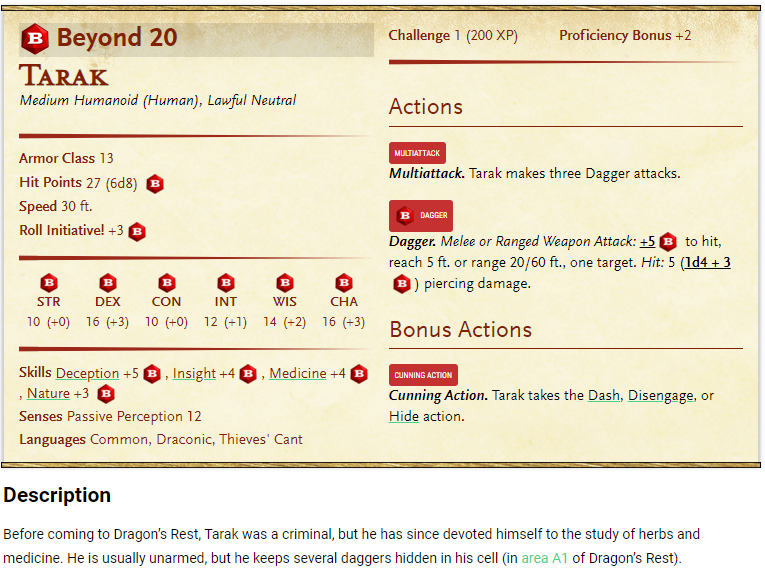 Beyond 20
Tarak
Medium Humanoid (Human), Lawful Neutral
Armor Class 13
Hit Points 27 (6d8) B
Speed 30 ft.
Roll Initiative! +3 B
B B B B B B
STR DEX CON INT WIS CHA
10 (+0) 16 (+3) 10 (+0) 12 (+1) 14 (+2) 16 (+3)
Skills Deception +5 B , Insight +4 B , Medicine +4 B
, Nature +3 B
Senses Passive Perception 12
Languages Common, Draconic, Thieves' Cant
Challenge 1 (200 XP) Proficiency Bonus +2
Actions
MULTIATTACK
Multiattack. Tarak makes three Dagger attacks.
B DAGGER
Dagger. Melee or Ranged Weapon Attack: +5 B to hit,
reach 5 ft. or range 20/60 ft., one target. Hit: 5 (1d4 + 3
B ) piercing damage.
Bonus Actions
CUNNING ACTION
Cunning Action. Tarak takes the Dash, Disengage, or
Hide action.
Description
Before coming to Dragon's Rest, Tarak was a criminal, but he has since devoted himself to the study of herbs and
medicine. He is usually unarmed, but he keeps several daggers hidden in his cell (in area A1 of Dragon's Rest).